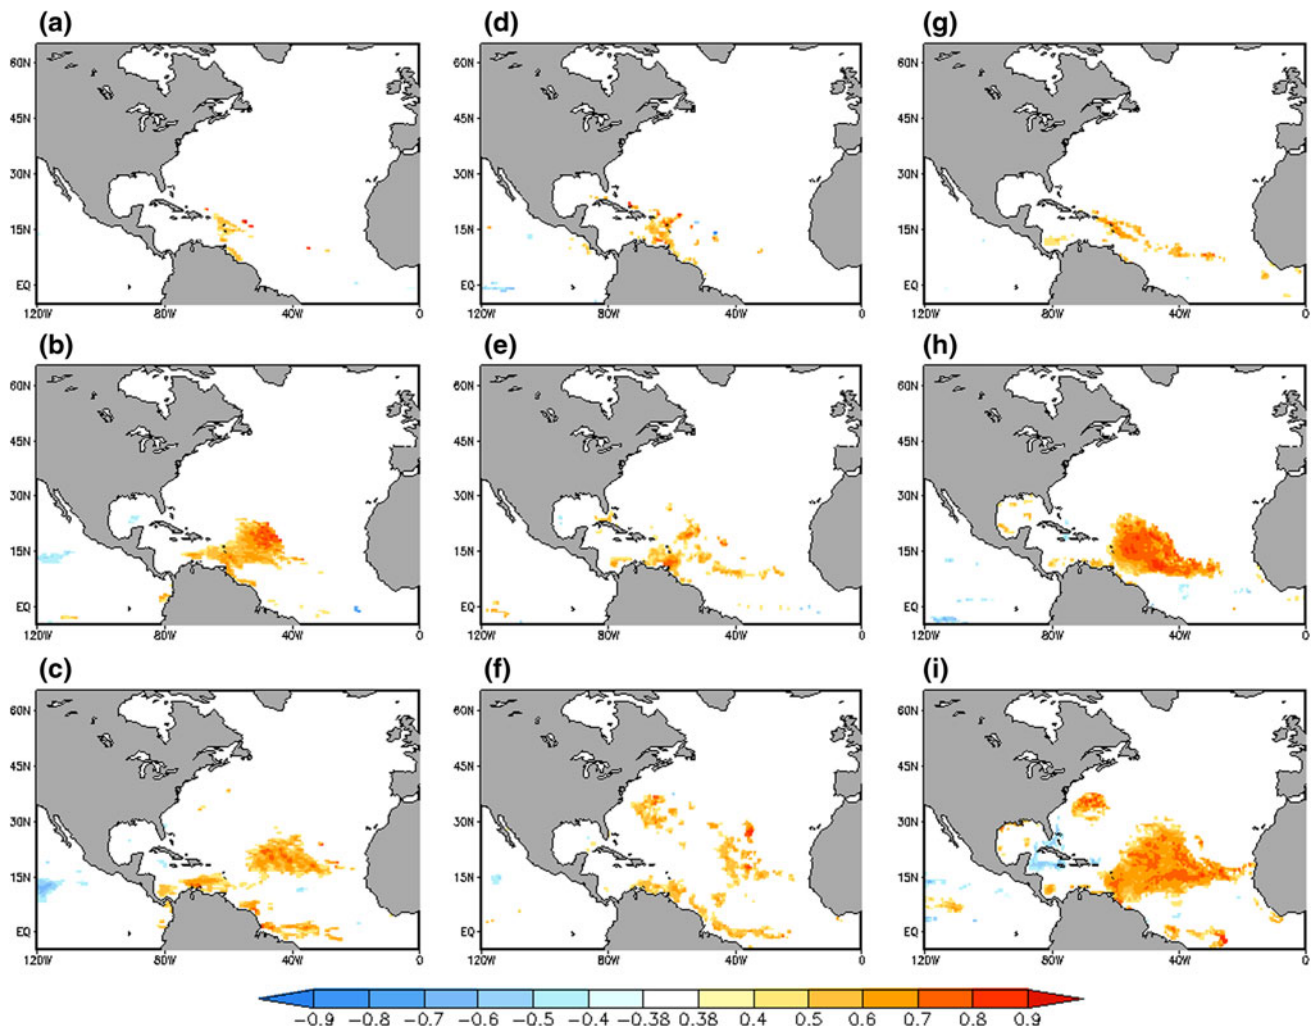 (a) (d) (g)
60N 60N 60N
45N 45N 45N
30N 30N 30N
15N 15N 15N
EQ EQ EQ
120W 80W 40W 0 120W 80W 40W 0 120W 80W 40W 0
(b) (e) (h)
60N 60N 60N
45N 45N 45N
30N 30N 30N
15N 15N 15N
EQ EQ EQ
120W 80W 40W 0 120W 80W 40W 0 120W 80W 40W 0
(c) (f) (i)
60N 60N 60N
45N 45N 45N
30N 30N 30N
15N 15N 15N
EQ EQ EQ
120W 80W 40W 0 120W 80W 40W 0 120W 80W 40W 0
−0.9 −0.8 −0.7 −0.6 −0.5 −0.4 −0.38 0.38 0.4 0.5 0.6 0.7 0.8 0.9